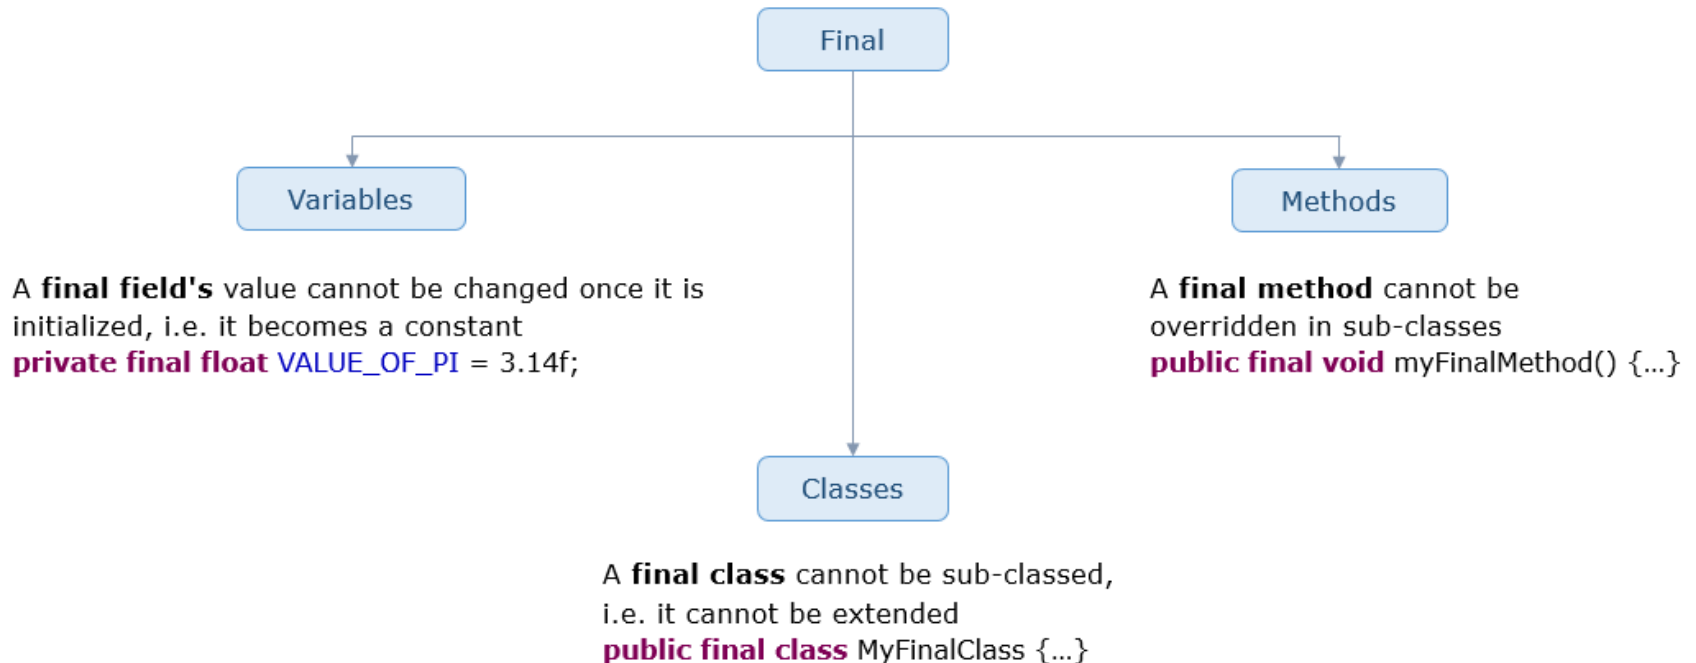 Final
Variables
Methods
A final field's value cannot be changed once it is
initialized, i.e. it becomes a constant
private final float VALUE_OF_PI = 3.14f;
A final method cannot be
overridden in sub-classes
public final void myFinalMethod() {…}
Classes
A final class cannot be sub-classed,
i.e. it cannot be extended
public final class MyFinalClass {…}